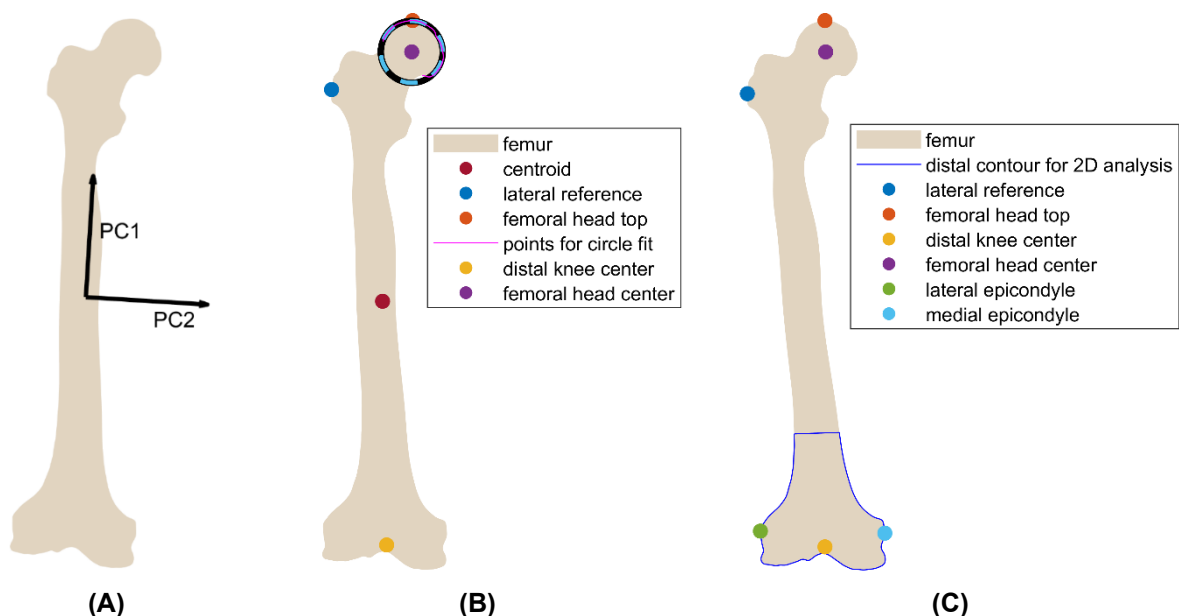 PC1
PC2
(A)
femur
centroid
lateral reference
femoral head top
points for circle fit
distal knee center
femoral head center
(B)
femur
distal contour for 2D analysis
lateral reference
femoral head top
distal knee center
femoral head center
lateral epicondyle
medial epicondyle
(C)